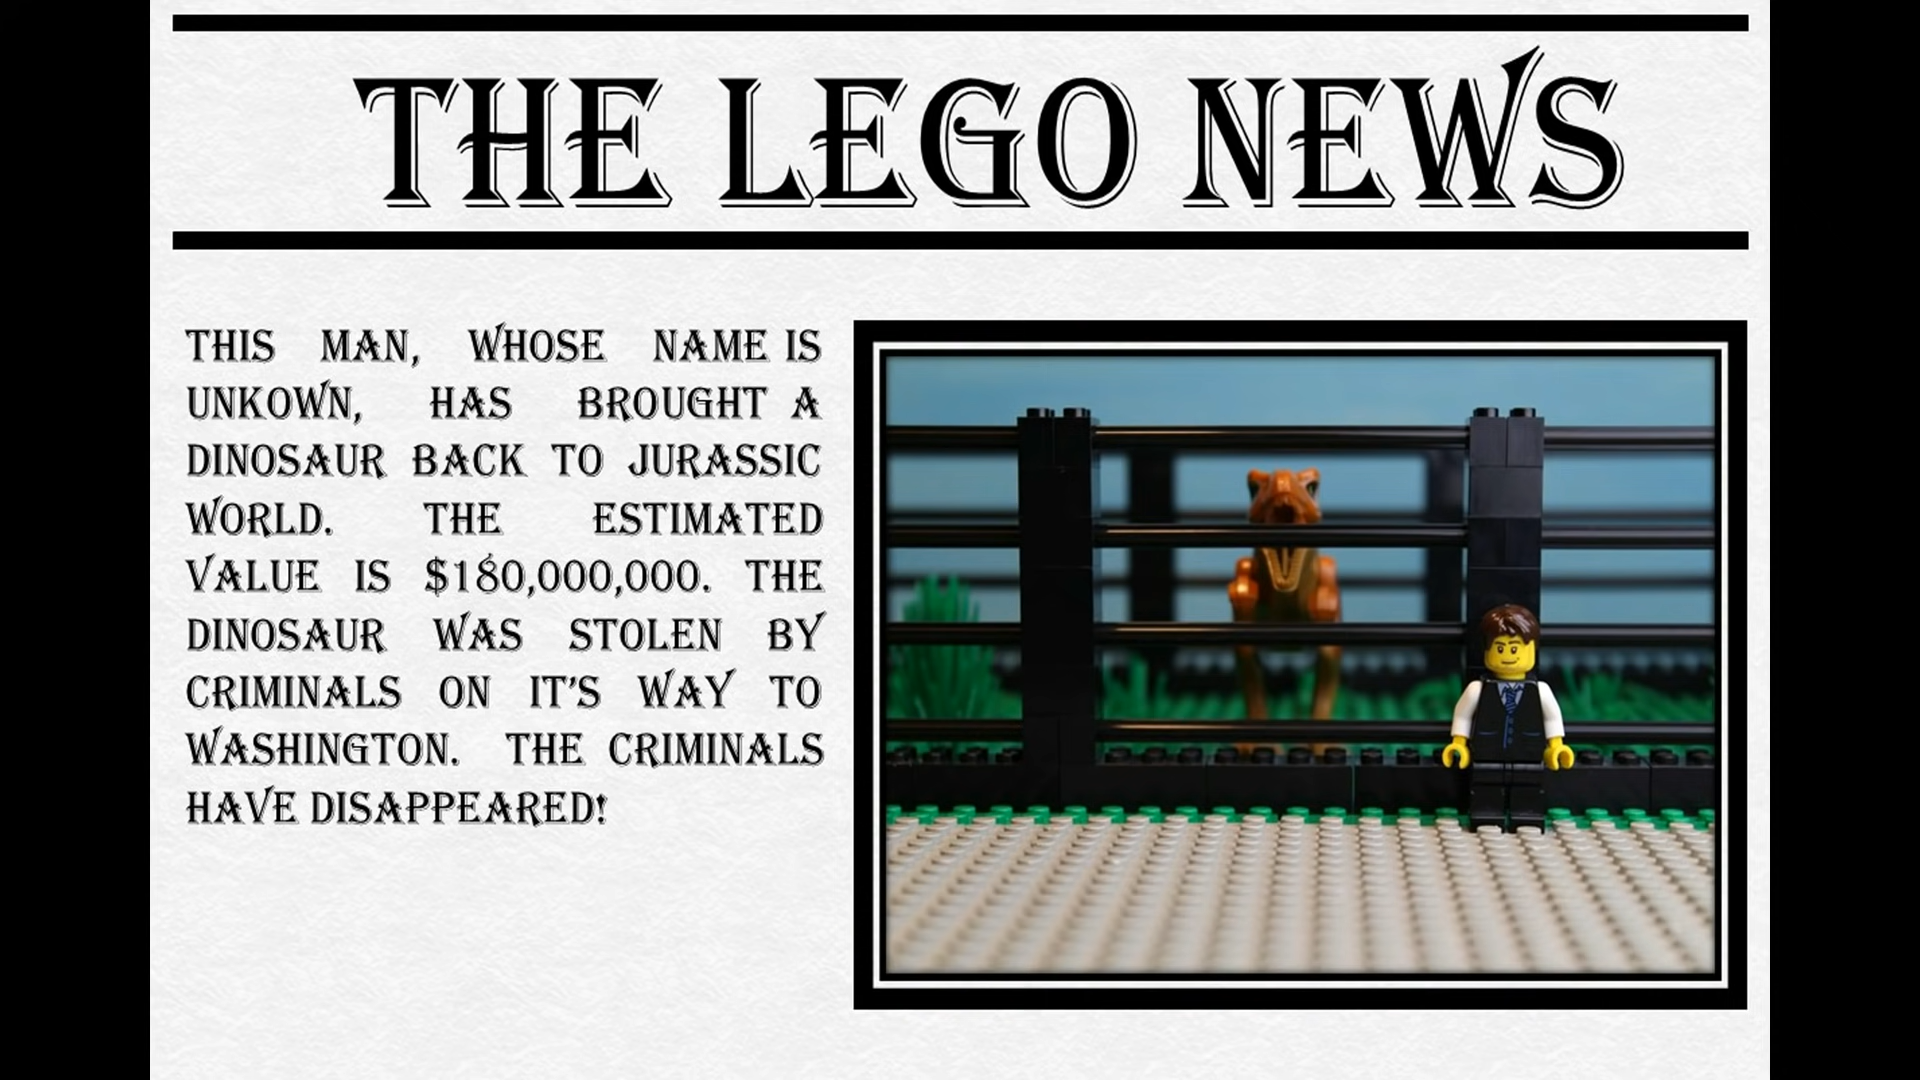 THE LEGO NEWS
THIS MAN, WHOSE NAME IS
UNKOWN, HAS BROUGHT A
DINOSAUR BACK TO JURASSIC
WORLD. THE ESTIMATED
VALUE IS $180,000,000. THE
DINOSAUR WAS STOLEN BY
CRIMINALS ON IT'S WAY TO
WASHINGTON. THE CRIMINALS
HAVE DISAPPEARED!